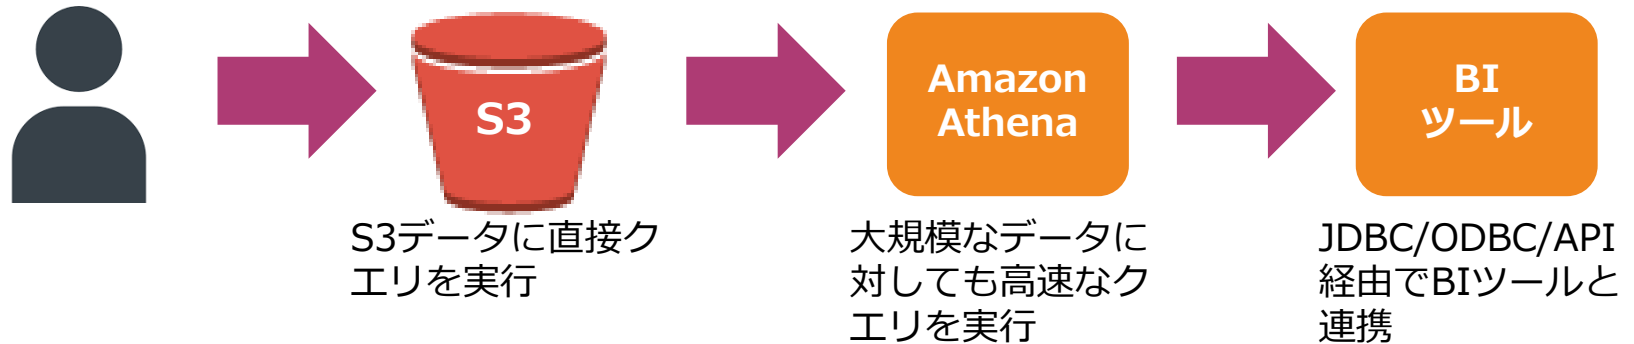 S3
Amazon
Athena
BI
ツール
S3データに直接ク
エリを実行
大規模なデータに
対しても高速なク
エリを実行
JDBC/ODBC/API
経由でBIツールと
連携